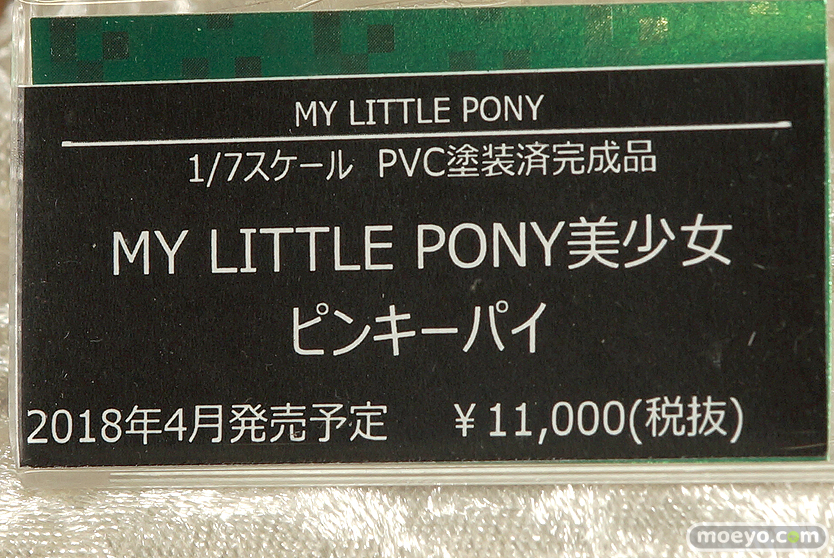 MY LITTLE PONY
1/7スケール PVC塗装済完成品
MY LITTLE PONY美少女
ピンキーパイ
2018年4月発売予定 ¥11,000(税抜)
moeyo.com